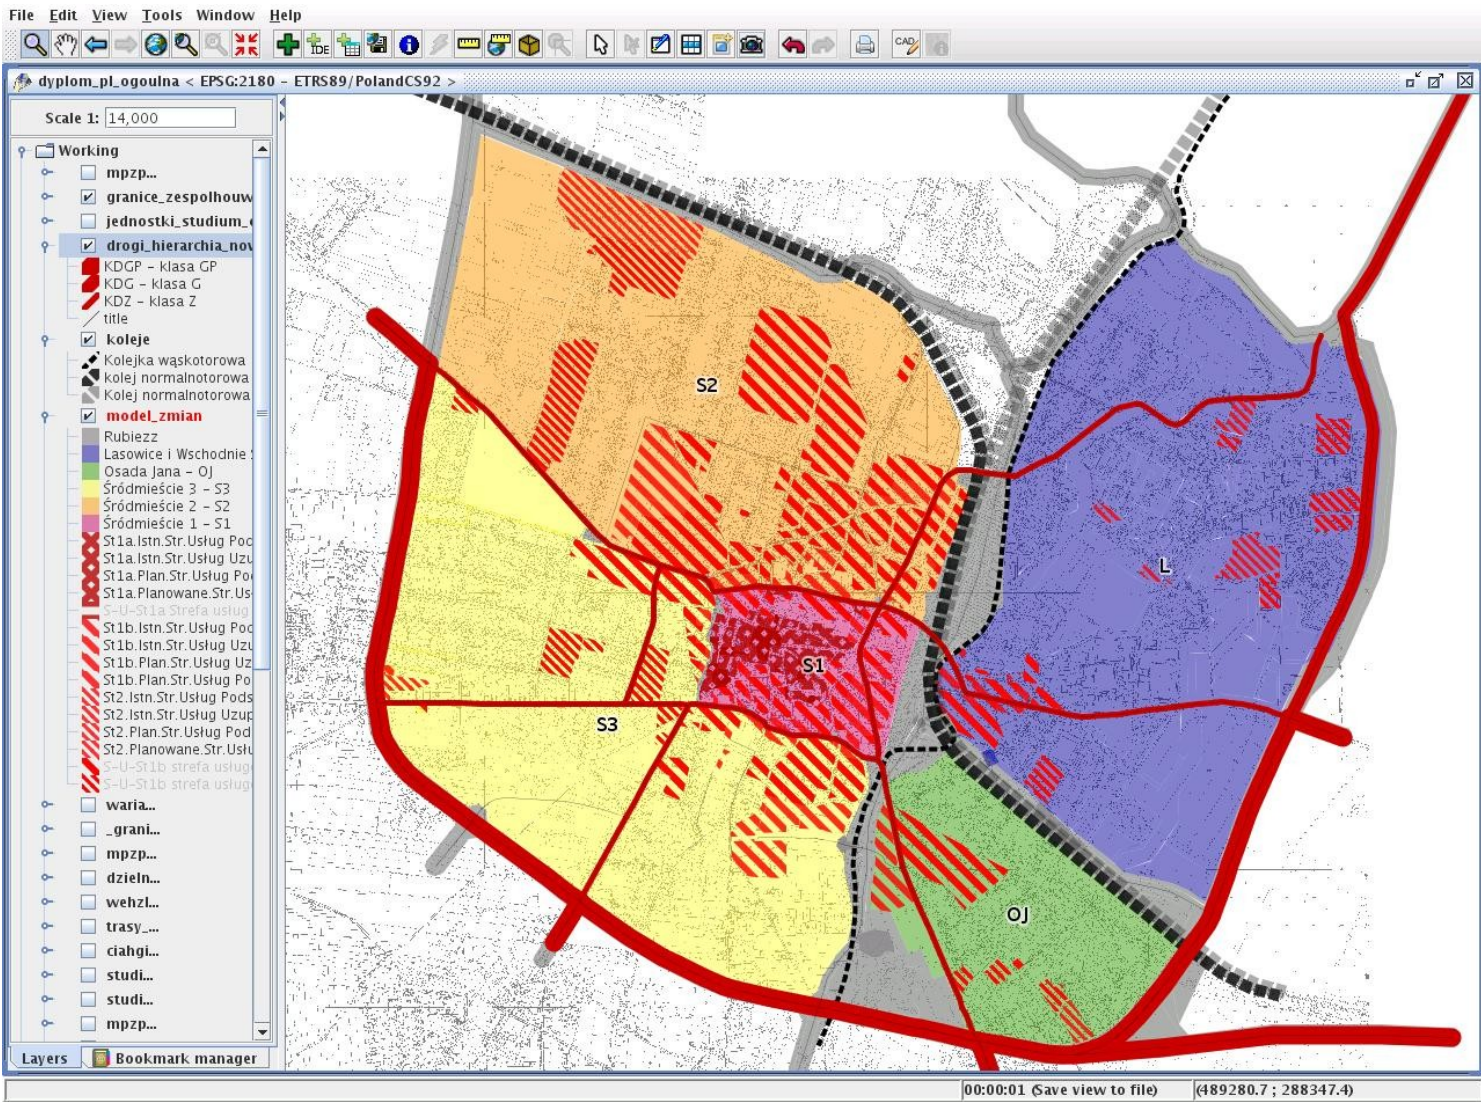 File Edit View Tools Window Help
IDE
CAD
dyplom_pl_ogoulna < EPSG:2180 - ETRS89/PolandCS92 >
Scale 1: 14,000
Working
mpzp...
granice_zespolhouw
jednostki_studium_
drogi_hierarchia_nov
KDGP - klasa GP
KDG - klasa G
KDZ - klasa Z
title
koleje
Kolejka wąskotorowa
kolej normalnotorowa
Kolej normalnotorowa
model_zmian
Rubiezz
Lasowice i Wschodnie
Osada Jana - OJ
Śródmieście 3 - S3
Śródmieście 2 - S2
Śródmieście 1 - S1
St1a.Istn.Str.Usług Poc
St1a.Istn.Str.Usług Uzu
St1a.Plan.Str.Usług Po
St1a.Planowane.Str.Us
S-U-St1a Strefa usług
St1b.Istn.Str.Usług Poc
St1b.Istn.Str.Usług Uzu
St1b.Plan.Str.Usług Uz
St1b.Plan.Str.Usług Po
St2.Istn.Str.Usług Pods
St2.Istn.Str.Usług Uzup
St2.Plan.Str.Usług Pod
St2.Planowane.Str.Usłu
S-U-St1b strefa usług
S-U-St1b strefa usług
waria...
_grani...
mpzp...
dzieln...
wehzl...
trasy_...
ciahgi...
studi...
studi...
mpzp...
Layers Bookmark manager
S2
L
S1
S3
OJ
00:00:01 (Save view to file) (489280.7 ; 288347.4)